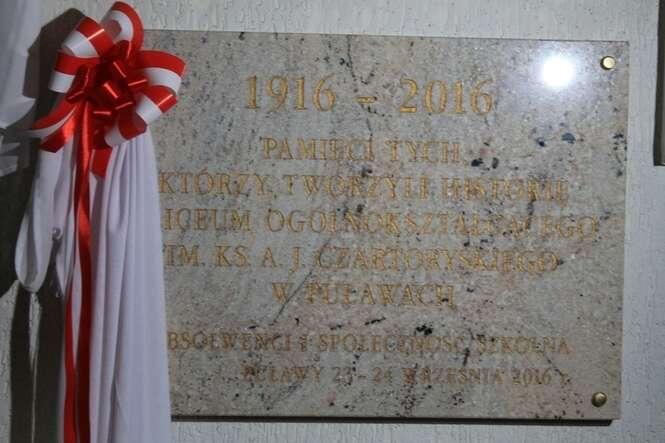 1916 - 2016
PAMIĘCI TYCH
KTÓRZY TWORZYLI HISTORIĘ
LICEUM OGÓLNOKSZTAŁCĄCEGO
IM. KS. A. J. CZARTORYSKIEGO
W PUŁAWACH
ABSOLWENCI I SPOŁECZNOŚĆ SZKOLNA
PUŁAWY 23 - 24 WRZEŚNIA 2016 r.